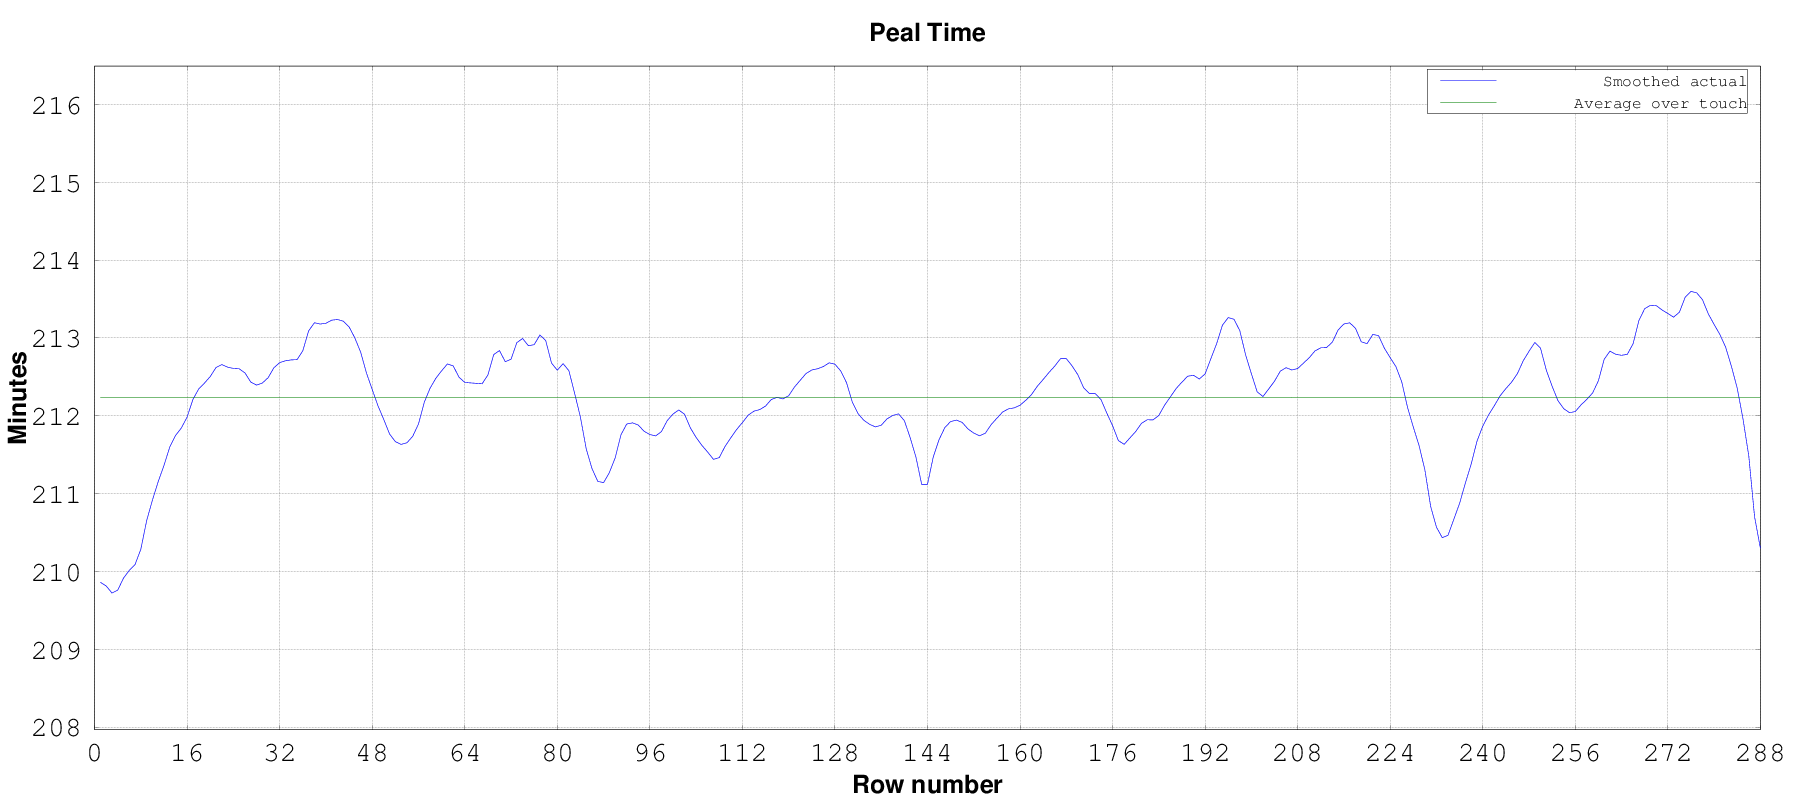 Peal Time
Smoothed actual
Average over touch
216
215
214
213
212
211
210
209
208
Minutes
0 16 32 48 64 80 96 112 128 144 160 176 192 208 224 240 256 272 288
Row number